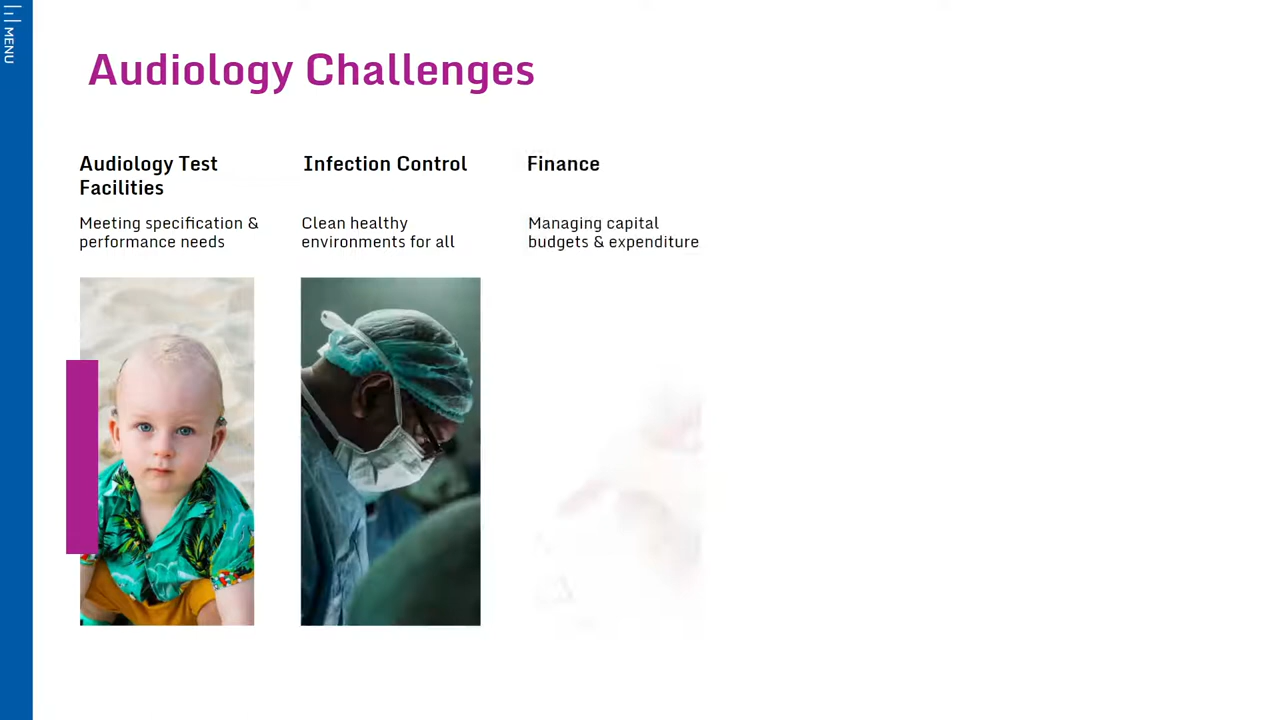 MENU
Audiology Challenges
Audiology Test
Facilities
Meeting specification &
performance needs
Infection Control
Clean healthy
environments for all
Finance
Managing capital
budgets & expenditure